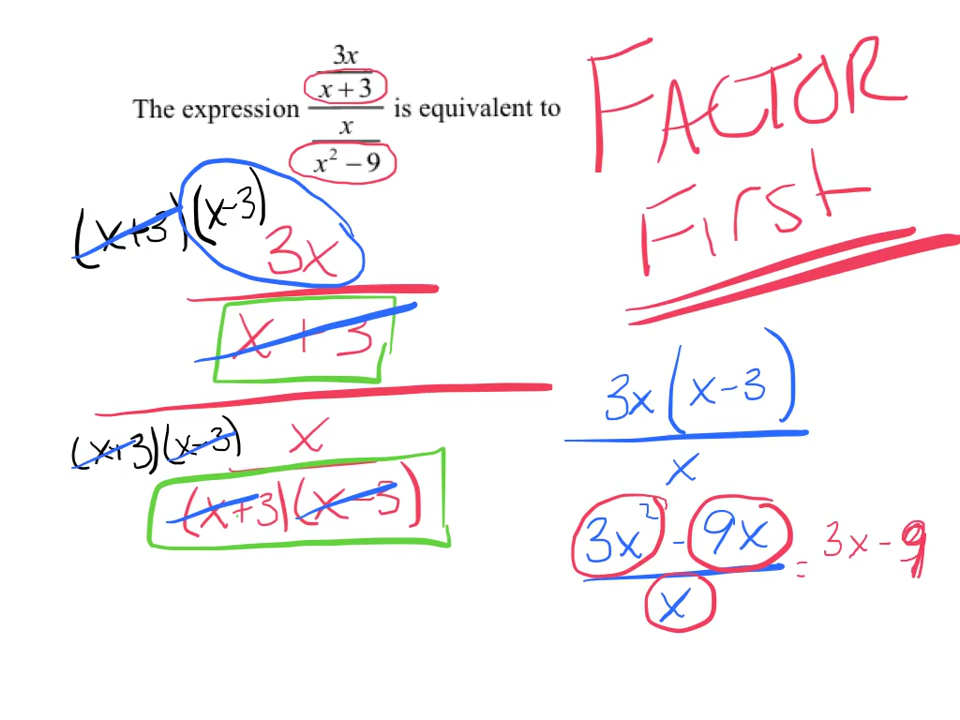 3x
x + 3
The expression is equivalent to
x
x² − 9
FACTOR
First
(x+3)(x-3) 3x
x + 3
(x+3)(x-3) x
(x+3)(x-3)
3x(x-3)
x
3x² - 9x
x
= 3x - 9